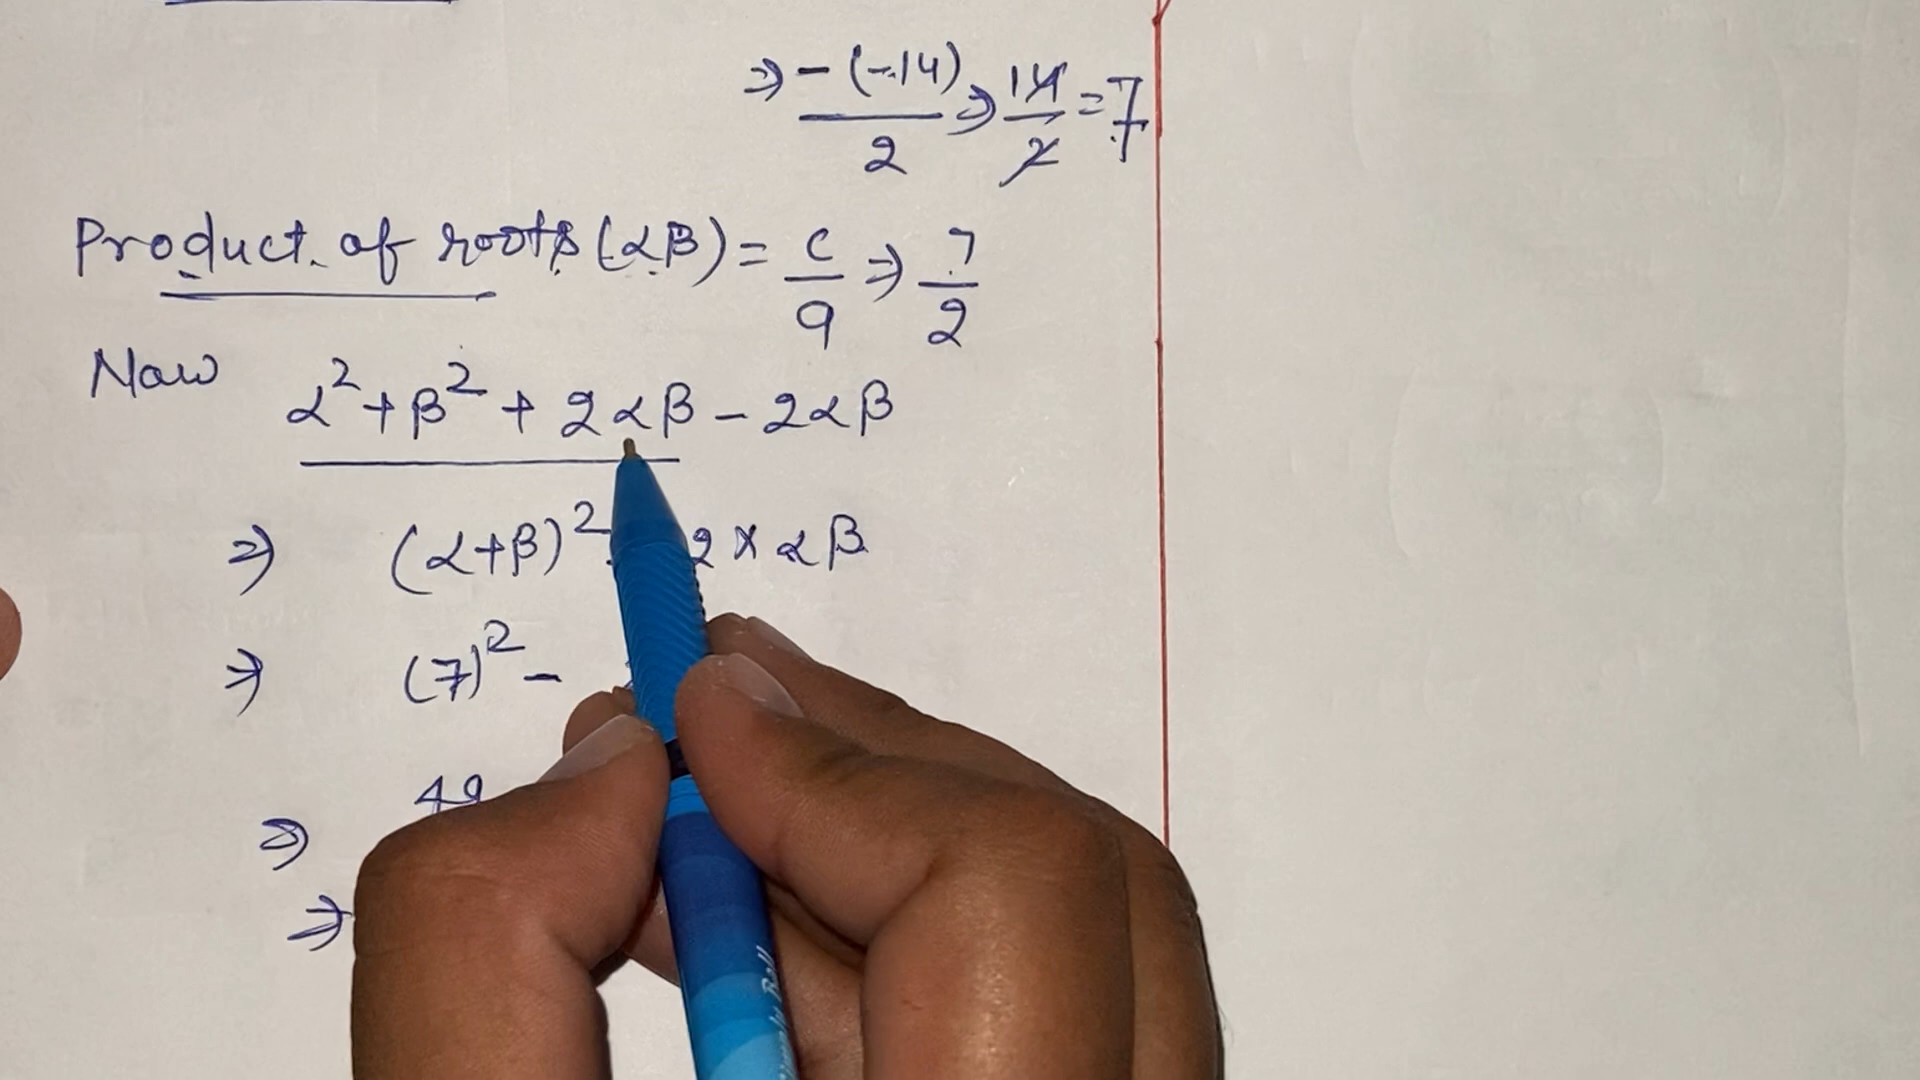 ⇒ -(-14)/2 ⇒ 14/2 = 7
Product of roots (αβ) = c/a ⇒ 7/2
Now α² + β² + 2αβ - 2αβ
⇒ (α+β)² 2 × αβ
⇒ (7)² -
⇒ 49
⇒